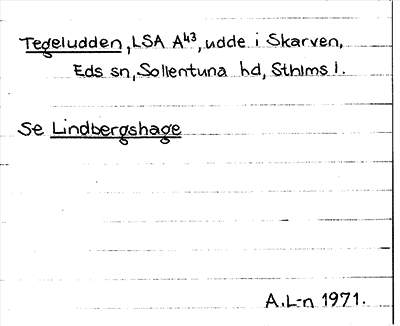 Tegeludden, LSA A43, udde i Skarven,
Eds sn, Sollentuna hd, Sthlms l.
Se Lindbergshage
A.L-n 1971.